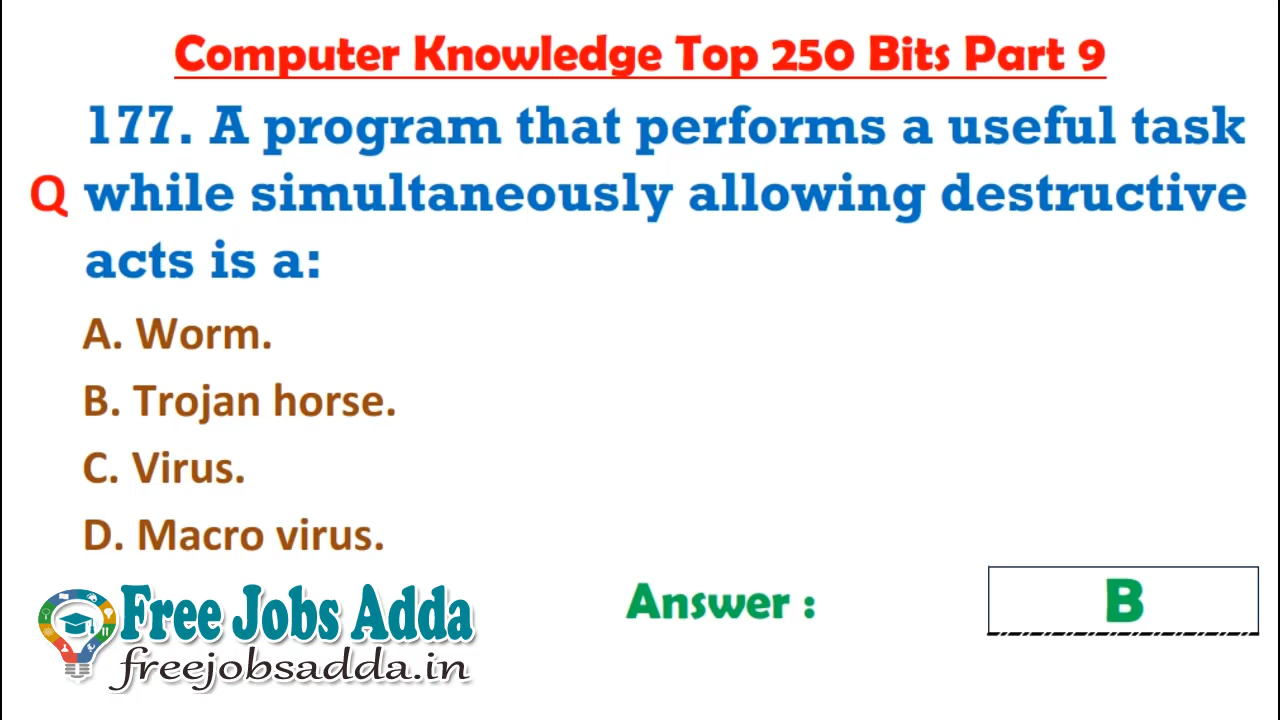 Computer Knowledge Top 250 Bits Part 9
177. A program that performs a useful task
Q while simultaneously allowing destructive
acts is a:
A. Worm.
B. Trojan horse.
C. Virus.
D. Macro virus.
Free Jobs Adda
freejobsadda.in
Answer : B